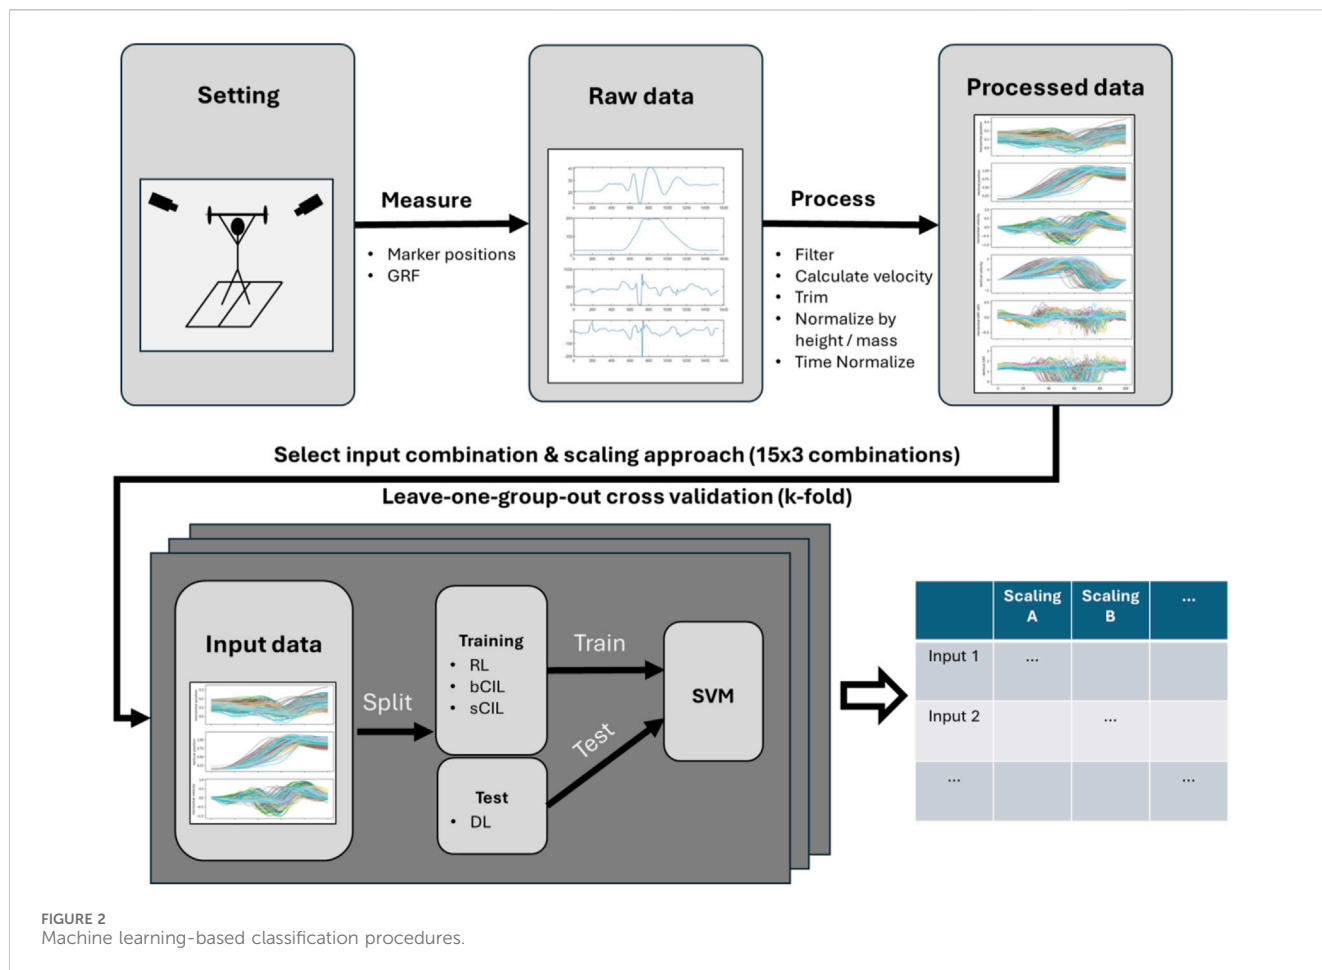 Setting
Raw data
Processed data
Measure
• Marker positions
• GRF
Process
• Filter
• Calculate velocity
• Trim
• Normalize by
height / mass
• Time Normalize
Select input combination & scaling approach (15x3 combinations)
Leave-one-group-out cross validation (k-fold)
Input data
Split
Training
• RL
• bCIL
• sCIL
Test
• DL
Train
Test
SVM
Scaling
A
Scaling
B
...
Input 1
...
Input 2
...
...
...
FIGURE 2
Machine learning-based classification procedures.